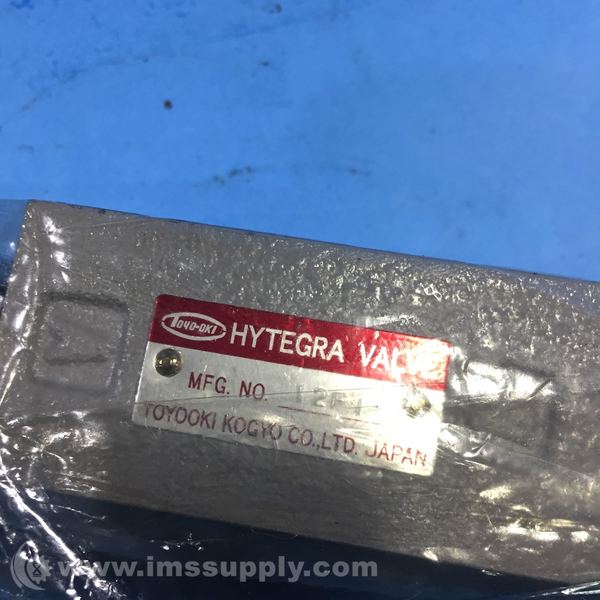 TOYO-OKI HYTEGRA VALVE
MFG. NO.
TOYOOKI KOGYO CO.,LTD. JAPAN
www.imssupply.com